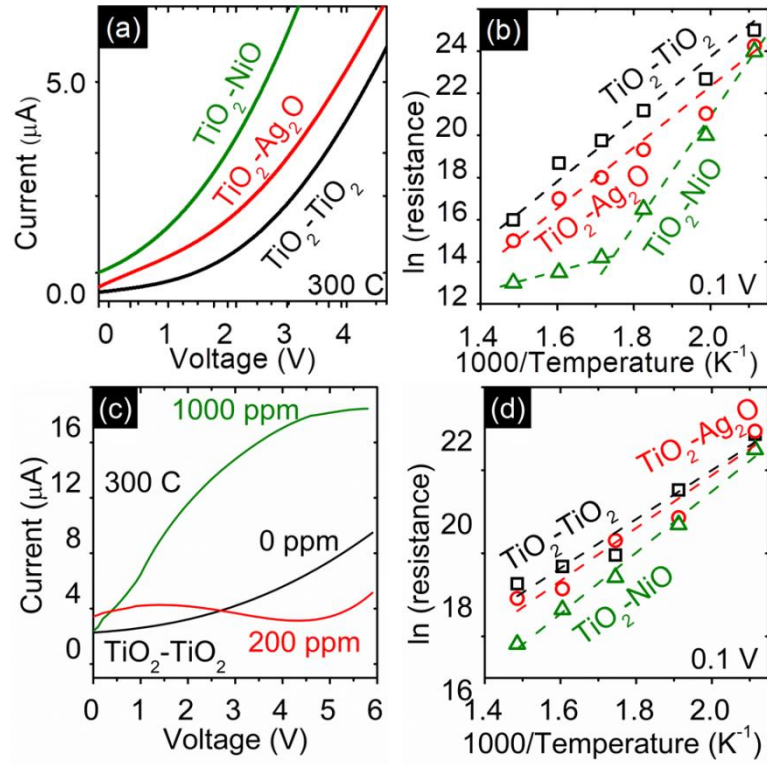 (a)
TiO₂-NiO
TiO₂-Ag₂O
TiO₂-TiO₂
300 C
5.0
0.0
Current (μA)
0 1 2 3 4
Voltage (V)
(b)
TiO₂-TiO₂
TiO₂-Ag₂O
TiO₂-NiO
0.1 V
24
22
20
18
16
14
12
ln (resistance)
1.4 1.6 1.8 2.0
1000/Temperature (K⁻¹)
(c)
1000 ppm
300 C
0 ppm
200 ppm
TiO₂-TiO₂
16
12
8
4
0
Current (μA)
0 1 2 3 4 5 6
Voltage (V)
(d)
TiO₂-Ag₂O
TiO₂-TiO₂
TiO₂-NiO
0.1 V
22
20
18
16
ln (resistance)
1.4 1.6 1.8 2.0
1000/Temperature (K⁻¹)